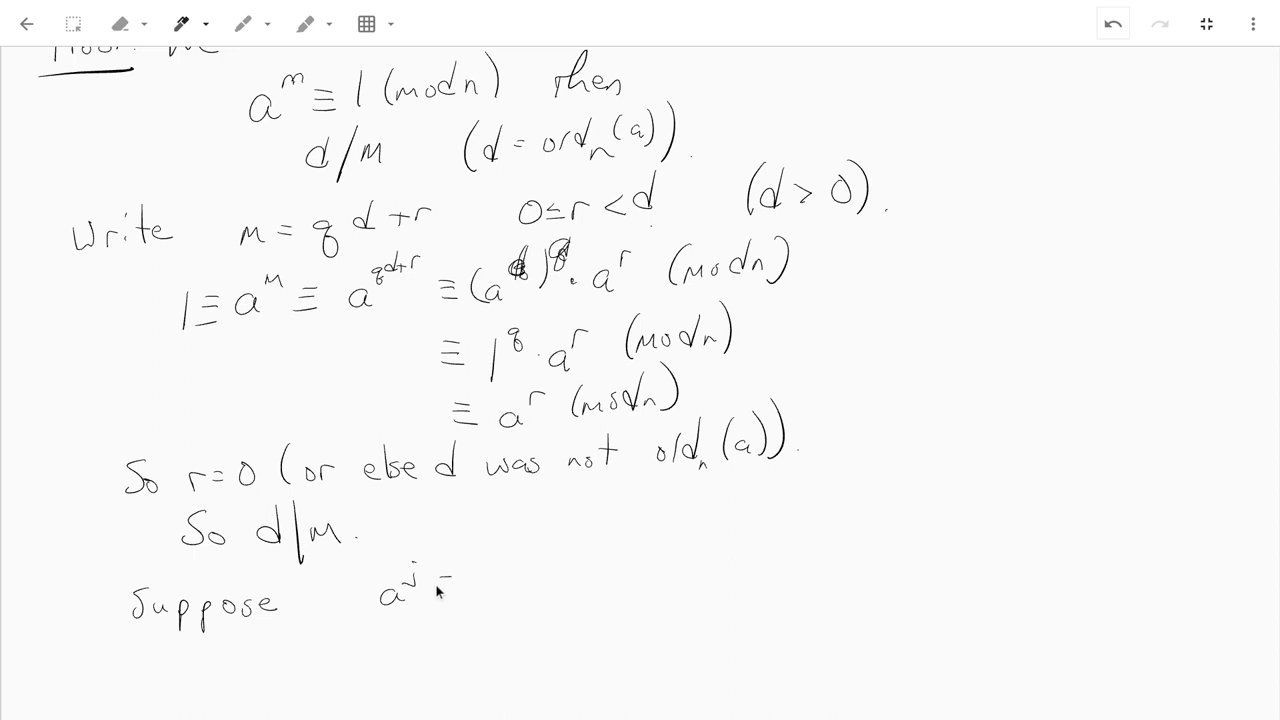 a^m ≡ 1 (mod n) then
d/m (d = ord_n(a)).
Write m = qd+r 0≤r<d (d > 0).
1 ≡ a^m ≡ a^{qd+r} ≡ (a^d)^q · a^r (mod n)
≡ 1^q · a^r (mod n)
≡ a^r (mod n)
So r=0 (or else d was not ord_n(a)).
So d|m.
Suppose a^j -